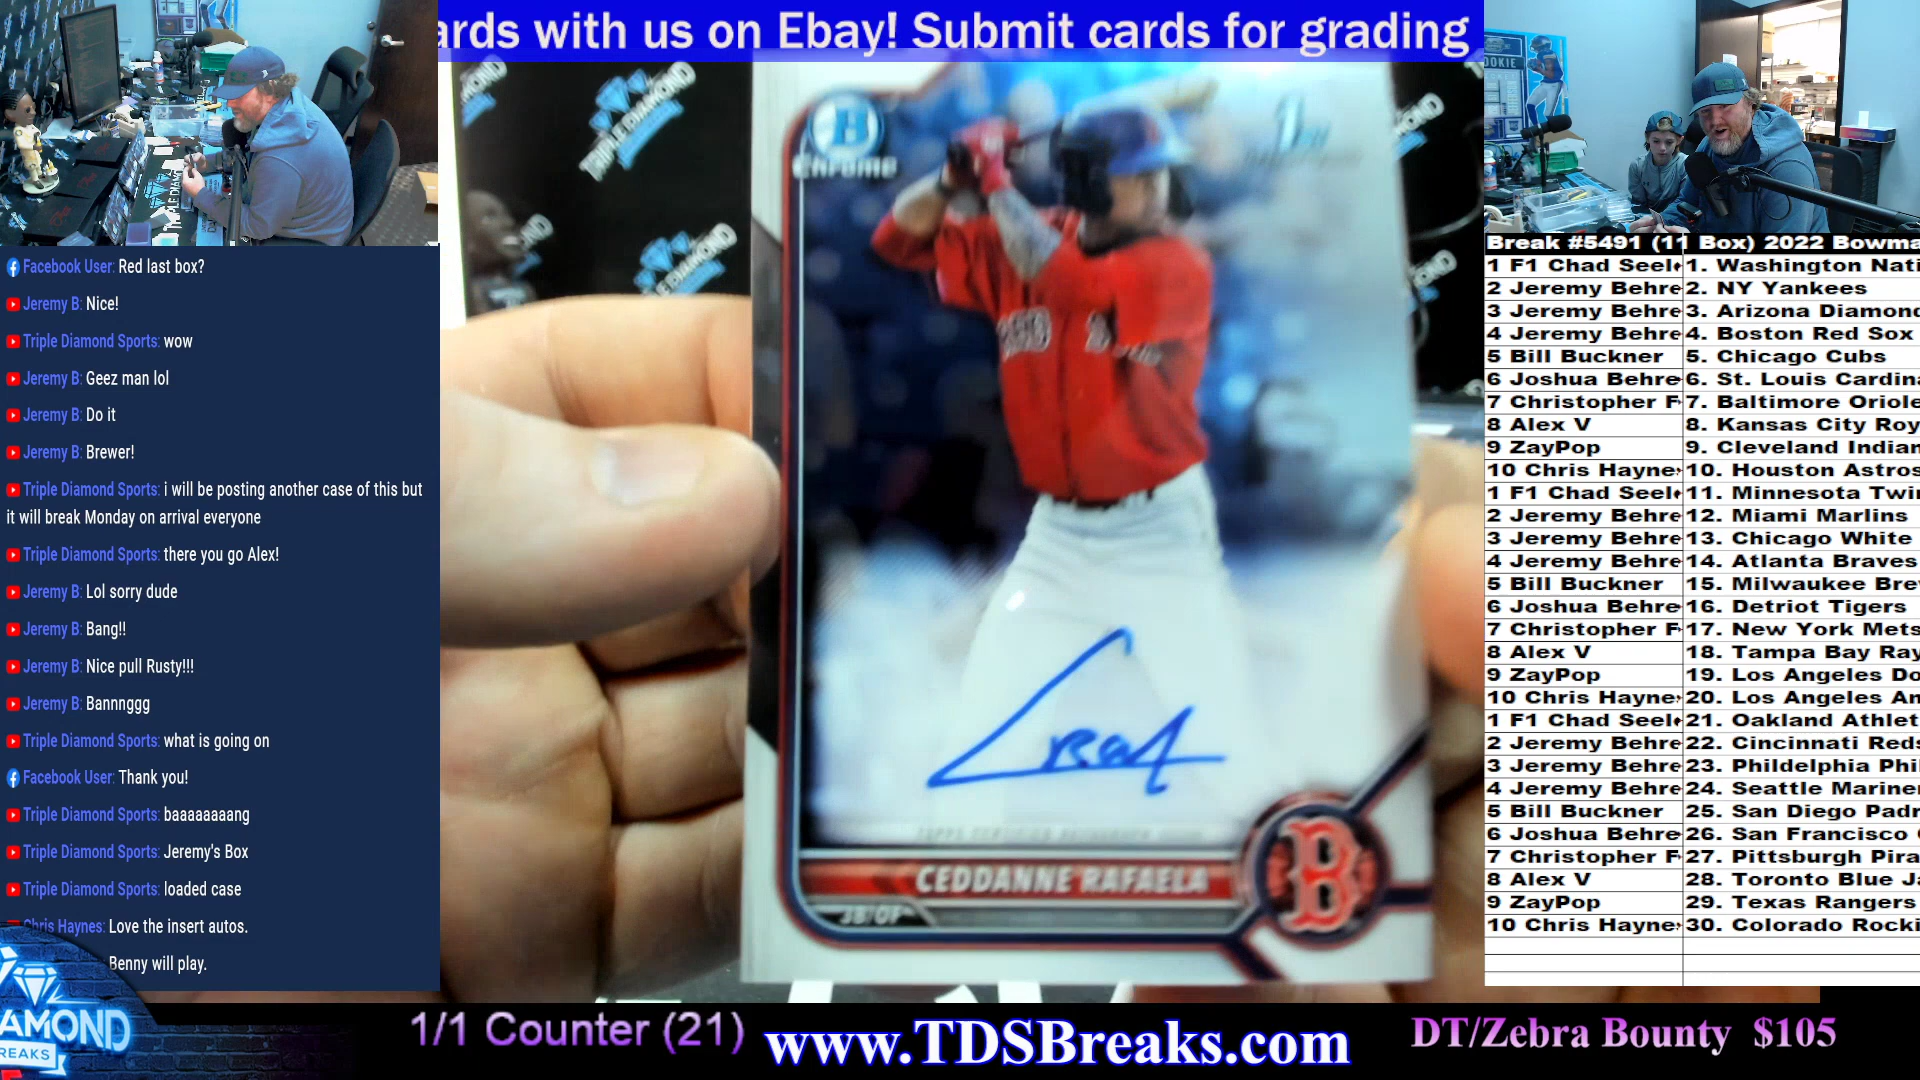 ards with us on Ebay! Submit cards for grading
Facebook User: Red last box?
Jeremy B: Nice!
Triple Diamond Sports: wow
Jeremy B: Geez man lol
Jeremy B: Do it
Jeremy B: Brewer!
Triple Diamond Sports: i will be posting another case of this but
it will break Monday on arrival everyone
Triple Diamond Sports: there you go Alex!
Jeremy B: Lol sorry dude
Jeremy B: Bang!!
Jeremy B: Nice pull Rusty!!!
Jeremy B: Bannnggg
Triple Diamond Sports: what is going on
Facebook User: Thank you!
Triple Diamond Sports: baaaaaaaang
Triple Diamond Sports: Jeremy's Box
Triple Diamond Sports: loaded case
Chris Haynes: Love the insert autos.
Benny will play.
AMOND
REAKS
B
Chrome
1st
TRIPLE DIAMOND
CEDDANNE RAFAELA
3B/OF
B
ROOKIE
Break #5491 (11 Box) 2022 Bowma
1 F1 Chad Seel 1. Washington Nati
2 Jeremy Behre 2. NY Yankees
3 Jeremy Behre 3. Arizona Diamond
4 Jeremy Behre 4. Boston Red Sox
5 Bill Buckner 5. Chicago Cubs
6 Joshua Behre 6. St. Louis Cardina
7 Christopher F 7. Baltimore Oriole
8 Alex V 8. Kansas City Roy
9 ZayPop 9. Cleveland Indian
10 Chris Hayne 10. Houston Astros
1 F1 Chad Seel 11. Minnesota Twin
2 Jeremy Behre 12. Miami Marlins
3 Jeremy Behre 13. Chicago White
4 Jeremy Behre 14. Atlanta Braves
5 Bill Buckner 15. Milwaukee Brew
6 Joshua Behre 16. Detriot Tigers
7 Christopher F 17. New York Mets
8 Alex V 18. Tampa Bay Ray
9 ZayPop 19. Los Angeles Do
10 Chris Hayne 20. Los Angeles An
1 F1 Chad Seel 21. Oakland Athlet
2 Jeremy Behre 22. Cincinnati Reds
3 Jeremy Behre 23. Phildelphia Phil
4 Jeremy Behre 24. Seattle Mariner
5 Bill Buckner 25. San Diego Padr
6 Joshua Behre 26. San Francisco
7 Christopher F 27. Pittsburgh Pira
8 Alex V 28. Toronto Blue Ja
9 ZayPop 29. Texas Rangers
10 Chris Hayne 30. Colorado Rocki
1/1 Counter (21)
www.TDSBreaks.com
DT/Zebra Bounty $105